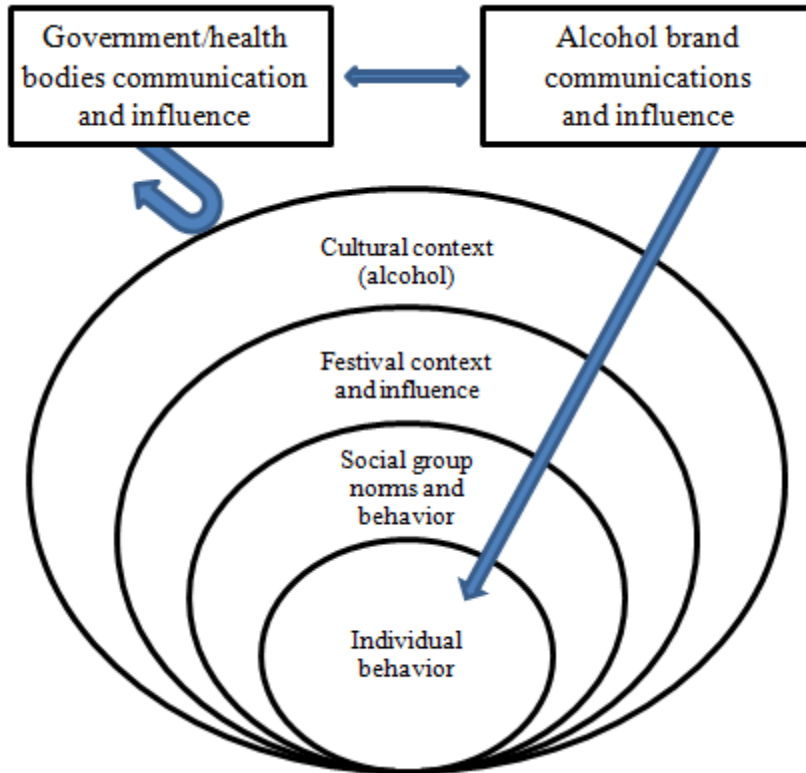 Government/health
bodies communication
and influence
Alcohol brand
communications
and influence
Cultural context
(alcohol)
Festival context
and influence
Social group
norms and
behavior
Individual
behavior